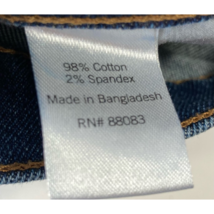 98% Cotton
2% Spandex
Made in Bangladesh
RN# 88083